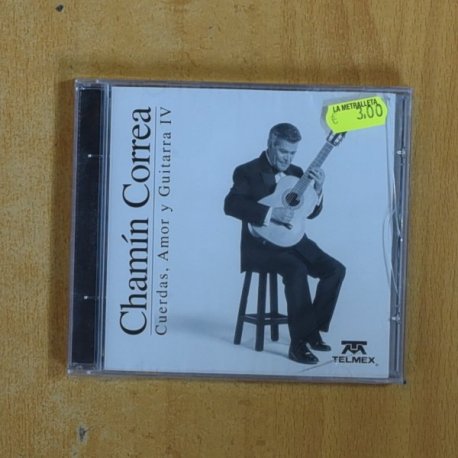 Chamín Correa
Cuerdas, Amor y Guitarra IV
LA METRALLETA
€ 3,00
TELMEX